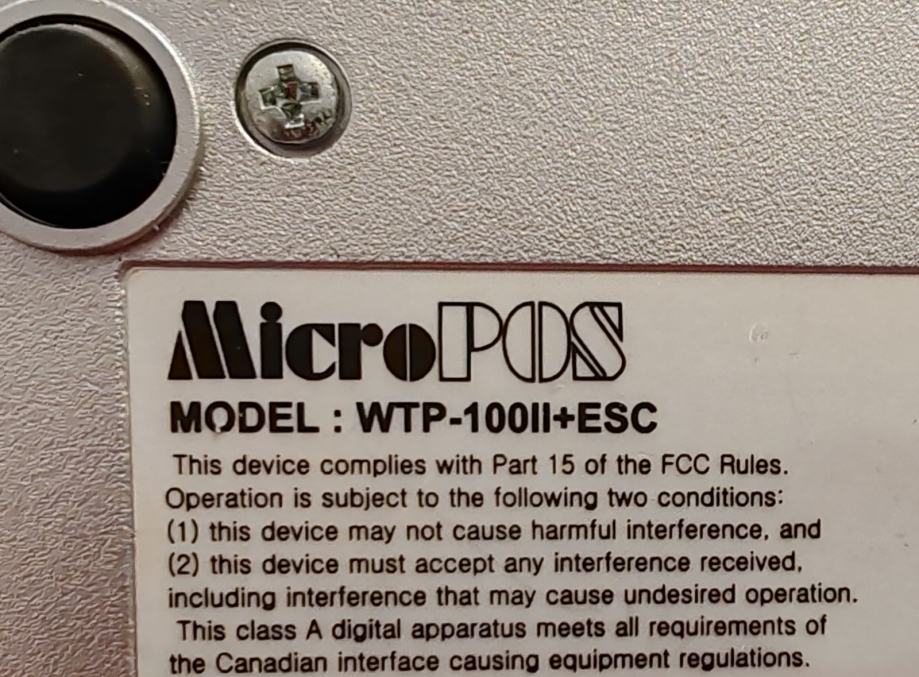 MicroPOS
MODEL : WTP-100II+ESC
This device complies with Part 15 of the FCC Rules.
Operation is subject to the following two conditions:
(1) this device may not cause harmful interference, and
(2) this device must accept any interference received,
including interference that may cause undesired operation.
This class A digital apparatus meets all requirements of
the Canadian interface causing equipment regulations.